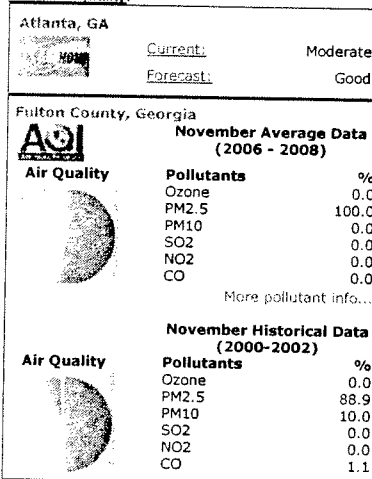 Atlanta, GA
Current: Moderate
Forecast: Good
Fulton County, Georgia
AQI
November Average Data
(2006 - 2008)
Air Quality
Pollutants %
Ozone 0.0
PM2.5 100.0
PM10 0.0
SO2 0.0
NO2 0.0
CO 0.0
More pollutant info...
November Historical Data
(2000-2002)
Air Quality
Pollutants %
Ozone 0.0
PM2.5 88.9
PM10 10.0
SO2 0.0
NO2 0.0
CO 1.1